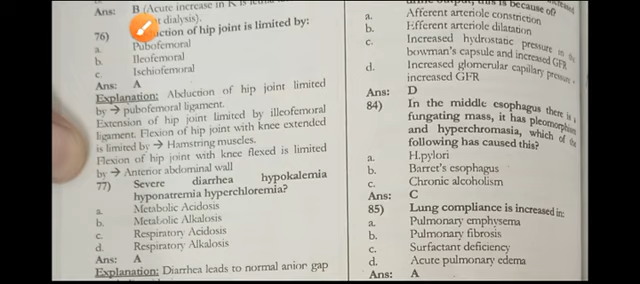 Ans: B (Acute increase in K is
dialysis).
76) ction of hip joint is limited by:
a. Pubofemoral
b. Ileofemoral
c. Ischiofemoral
Ans: A
Explanation: Abduction of hip joint limited
by → pubofemoral ligament.
Extension of hip joint limited by illeofemoral
ligament. Flexion of hip joint with knee extended
is limited by → Hamstring muscles.
Flexion of hip joint with knee flexed is limited
by → Anterior abdominal wall
77) Severe diarrhea hypokalemia
hyponatremia hyperchloremia?
a. Metabolic Acidosis
b. Metabolic Alkalosis
c. Respiratory Acidosis
d. Respiratory Alkalosis
Ans: A
Explanation: Diarrhea leads to normal anion gap
output, this is because of?
a. Afferent arteriole constriction
b. Efferent arteriole dilatation
c. Increased hydrostatic pressure in
bowman's capsule and increased GFR
d. Increased glomerular capillary pressure
increased GFR
Ans: D
84) In the middle esophagus there is a
fungating mass, it has pleomorphism
and hyperchromasia, which of the
following has caused this?
a. H.pylori
b. Barret's esophagus
c. Chronic alcoholism
Ans: C
85) Lung compliance is increased in:
a. Pulmonary emphysema
b. Pulmonary fibrosis
c. Surfactant deficiency
d. Acute pulmonary edema
Ans: A